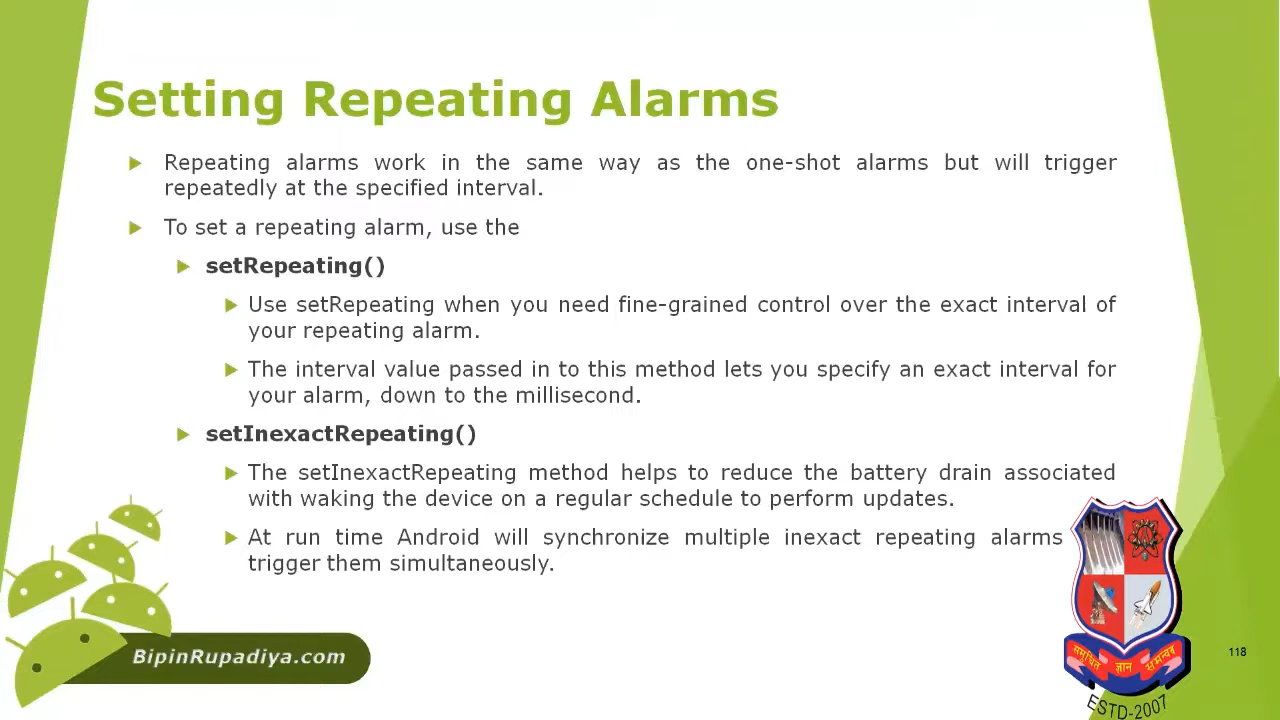 Setting Repeating Alarms
Repeating alarms work in the same way as the one-shot alarms but will trigger
repeatedly at the specified interval.
To set a repeating alarm, use the
setRepeating()
Use setRepeating when you need fine-grained control over the exact interval of
your repeating alarm.
The interval value passed in to this method lets you specify an exact interval for
your alarm, down to the millisecond.
setInexactRepeating()
The setInexactRepeating method helps to reduce the battery drain associated
with waking the device on a regular schedule to perform updates.
At run time Android will synchronize multiple inexact repeating alarms
trigger them simultaneously.
BipinRupadiya.com
समुचित ज्ञान समन्वय
ESTD-2007
118